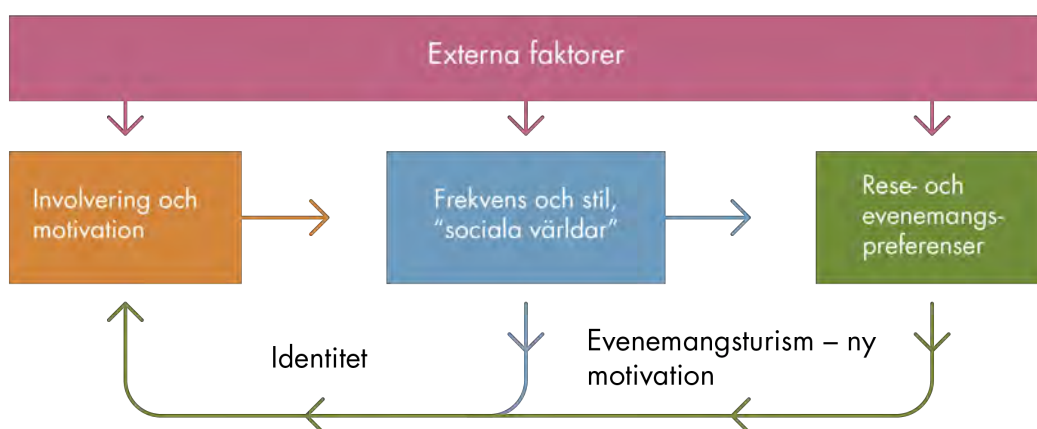 Externa faktorer
Involvering och
motivation
Frekvens och stil,
“sociala världar”
Rese- och
evenemangs-
preferenser
Identitet
Evenemangsturism – ny
motivation